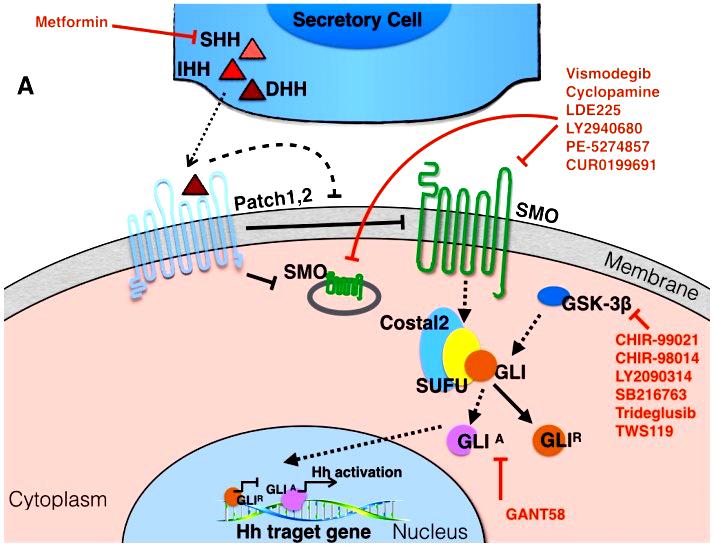 Secretory Cell
Metformin
SHH
IHH
DHH
A
Vismodegib
Cyclopamine
LDE225
LY2940680
PE-5274857
CUR0199691
Patch1,2
SMO
SMO
Membrane
GSK-3β
Costal2
SUFU
GLI
CHIR-99021
CHIR-98014
LY2090314
SB216763
Trideglusib
TWS119
GLI A
GLIR
GANT58
Cytoplasm
GLIR
GLI A
Hh activation
Hh traget gene
Nucleus